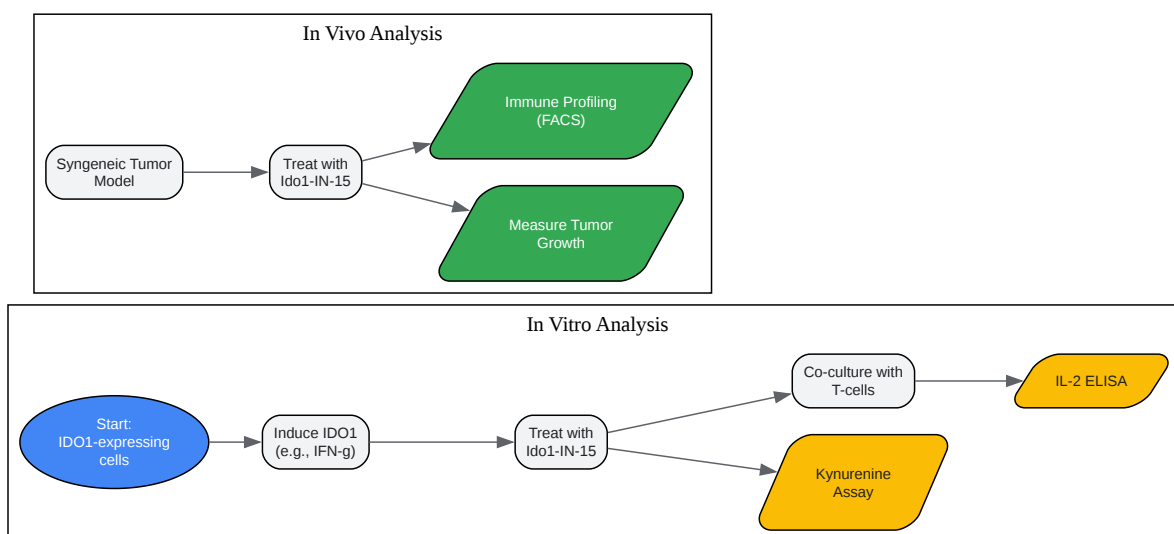 In Vivo Analysis
Syngeneic Tumor
Model
Treat with
Ido1-IN-15
Immune Profiling
(FACS)
Measure Tumor
Growth
In Vitro Analysis
Start:
IDO1-expressing
cells
Induce IDO1
(e.g., IFN-g)
Treat with
Ido1-IN-15
Co-culture with
T-cells
IL-2 ELISA
Kynurenine
Assay